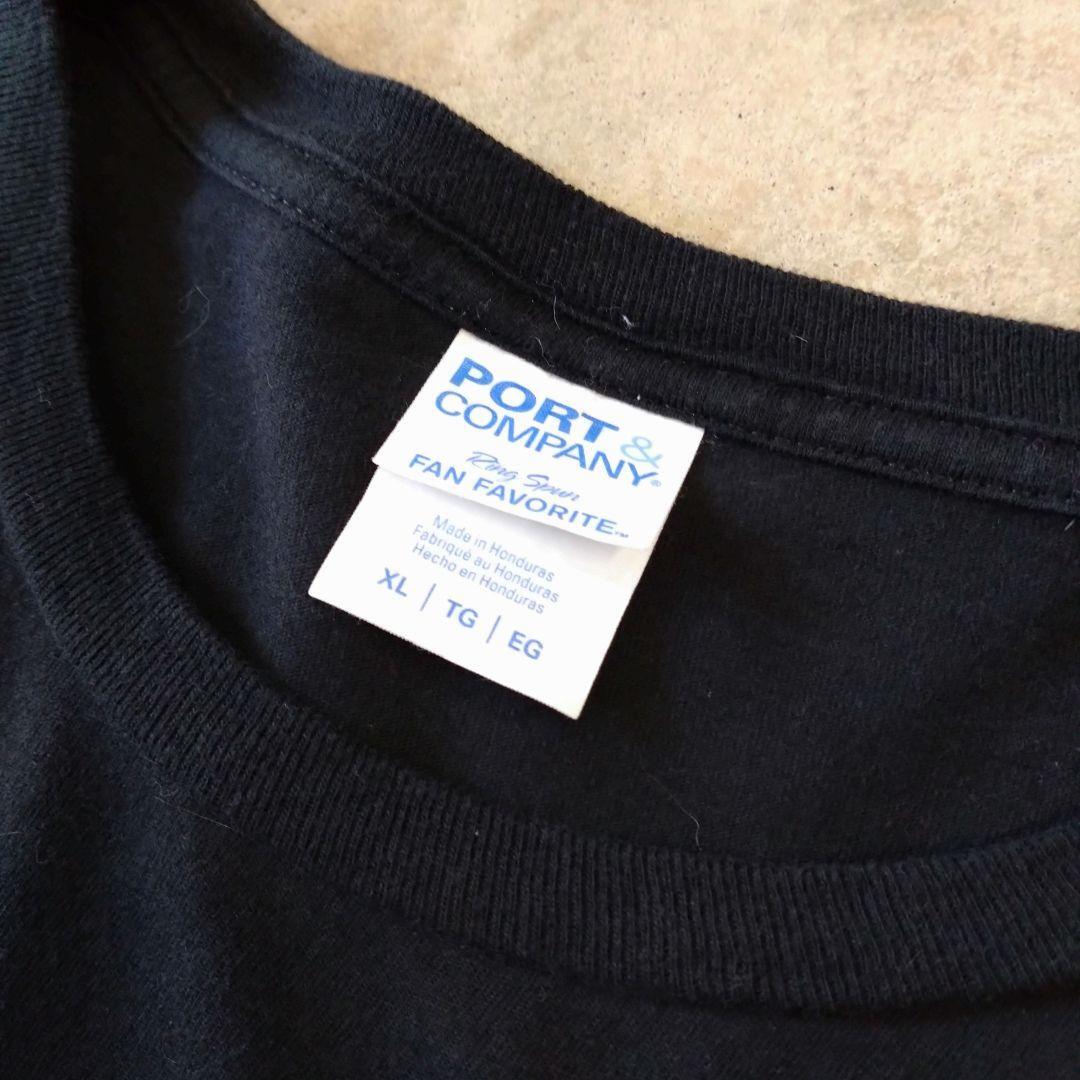 PORT &
COMPANY®
Ring Spun
FAN FAVORITE™
Made in Honduras
Fabriqué au Honduras
Hecho en Honduras
XL | TG | EG